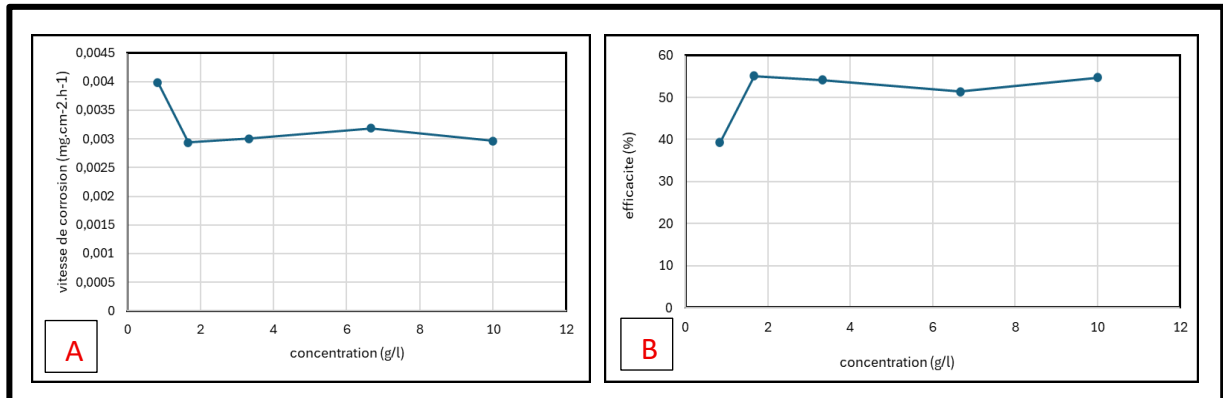 0,0045
0,004
0,0035
0,003
0,0025
0,002
0,0015
0,001
0,0005
0
0 2 4 6 8 10 12
vitesse de corrosion (mg.cm-2.h-1)
concentration (g/l)
A
60
50
40
30
20
10
0
0 2 4 6 8 10 12
efficacite (%)
concentration (g/l)
B